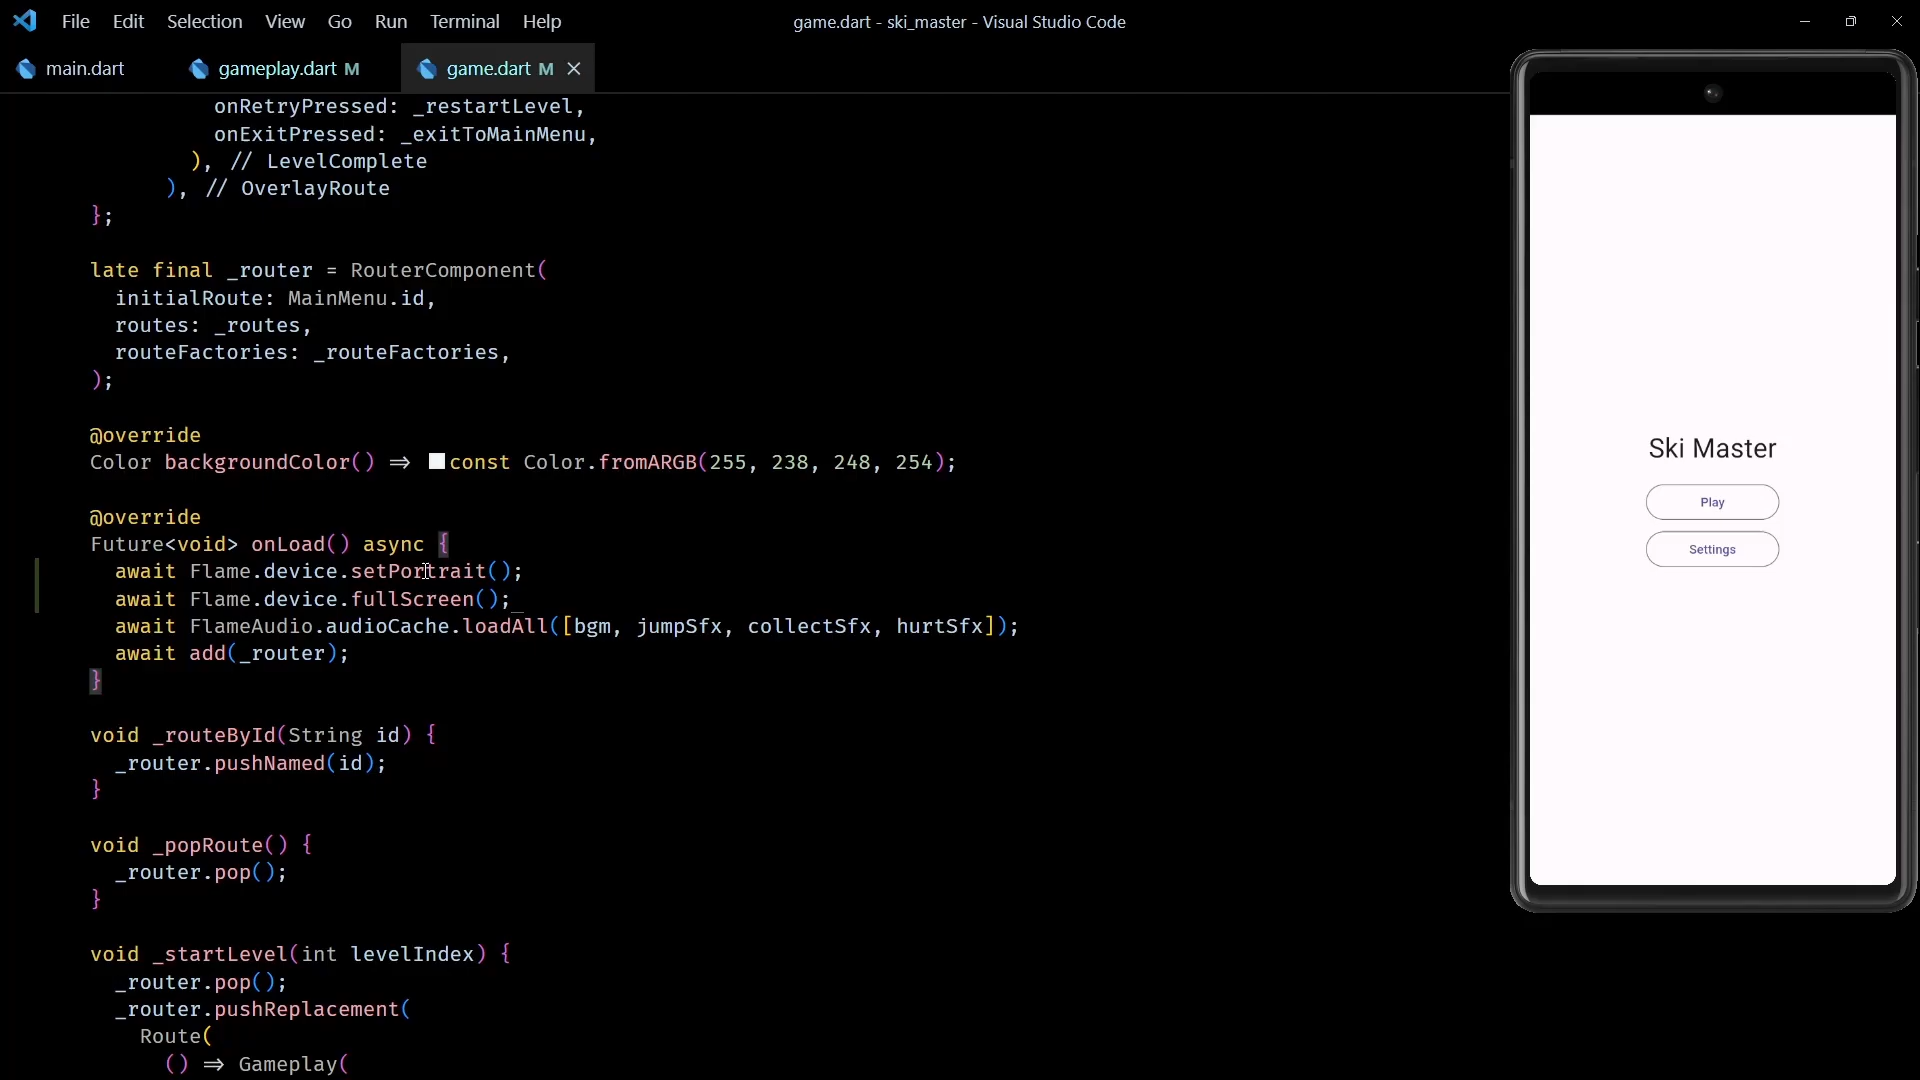 File Edit Selection View Go Run Terminal Help game.dart - ski_master - Visual Studio Code
main.dart gameplay.dart M game.dart M
onRetryPressed: _restartLevel,
onExitPressed: _exitToMainMenu,
), // LevelComplete
), // OverlayRoute
};
late final _router = RouterComponent(
initialRoute: MainMenu.id,
routes: _routes,
routeFactories: _routeFactories,
);
@override
Color backgroundColor() ⇒ const Color.fromARGB(255, 238, 248, 254);
@override
Future<void> onLoad() async {
await Flame.device.setPortrait();
await Flame.device.fullScreen();
await FlameAudio.audioCache.loadAll([bgm, jumpSfx, collectSfx, hurtSfx]);
await add(_router);
}
void _routeById(String id) {
_router.pushNamed(id);
}
void _popRoute() {
_router.pop();
}
void _startLevel(int levelIndex) {
_router.pop();
_router.pushReplacement(
Route(
() ⇒ Gameplay(
Ski Master
Play
Settings